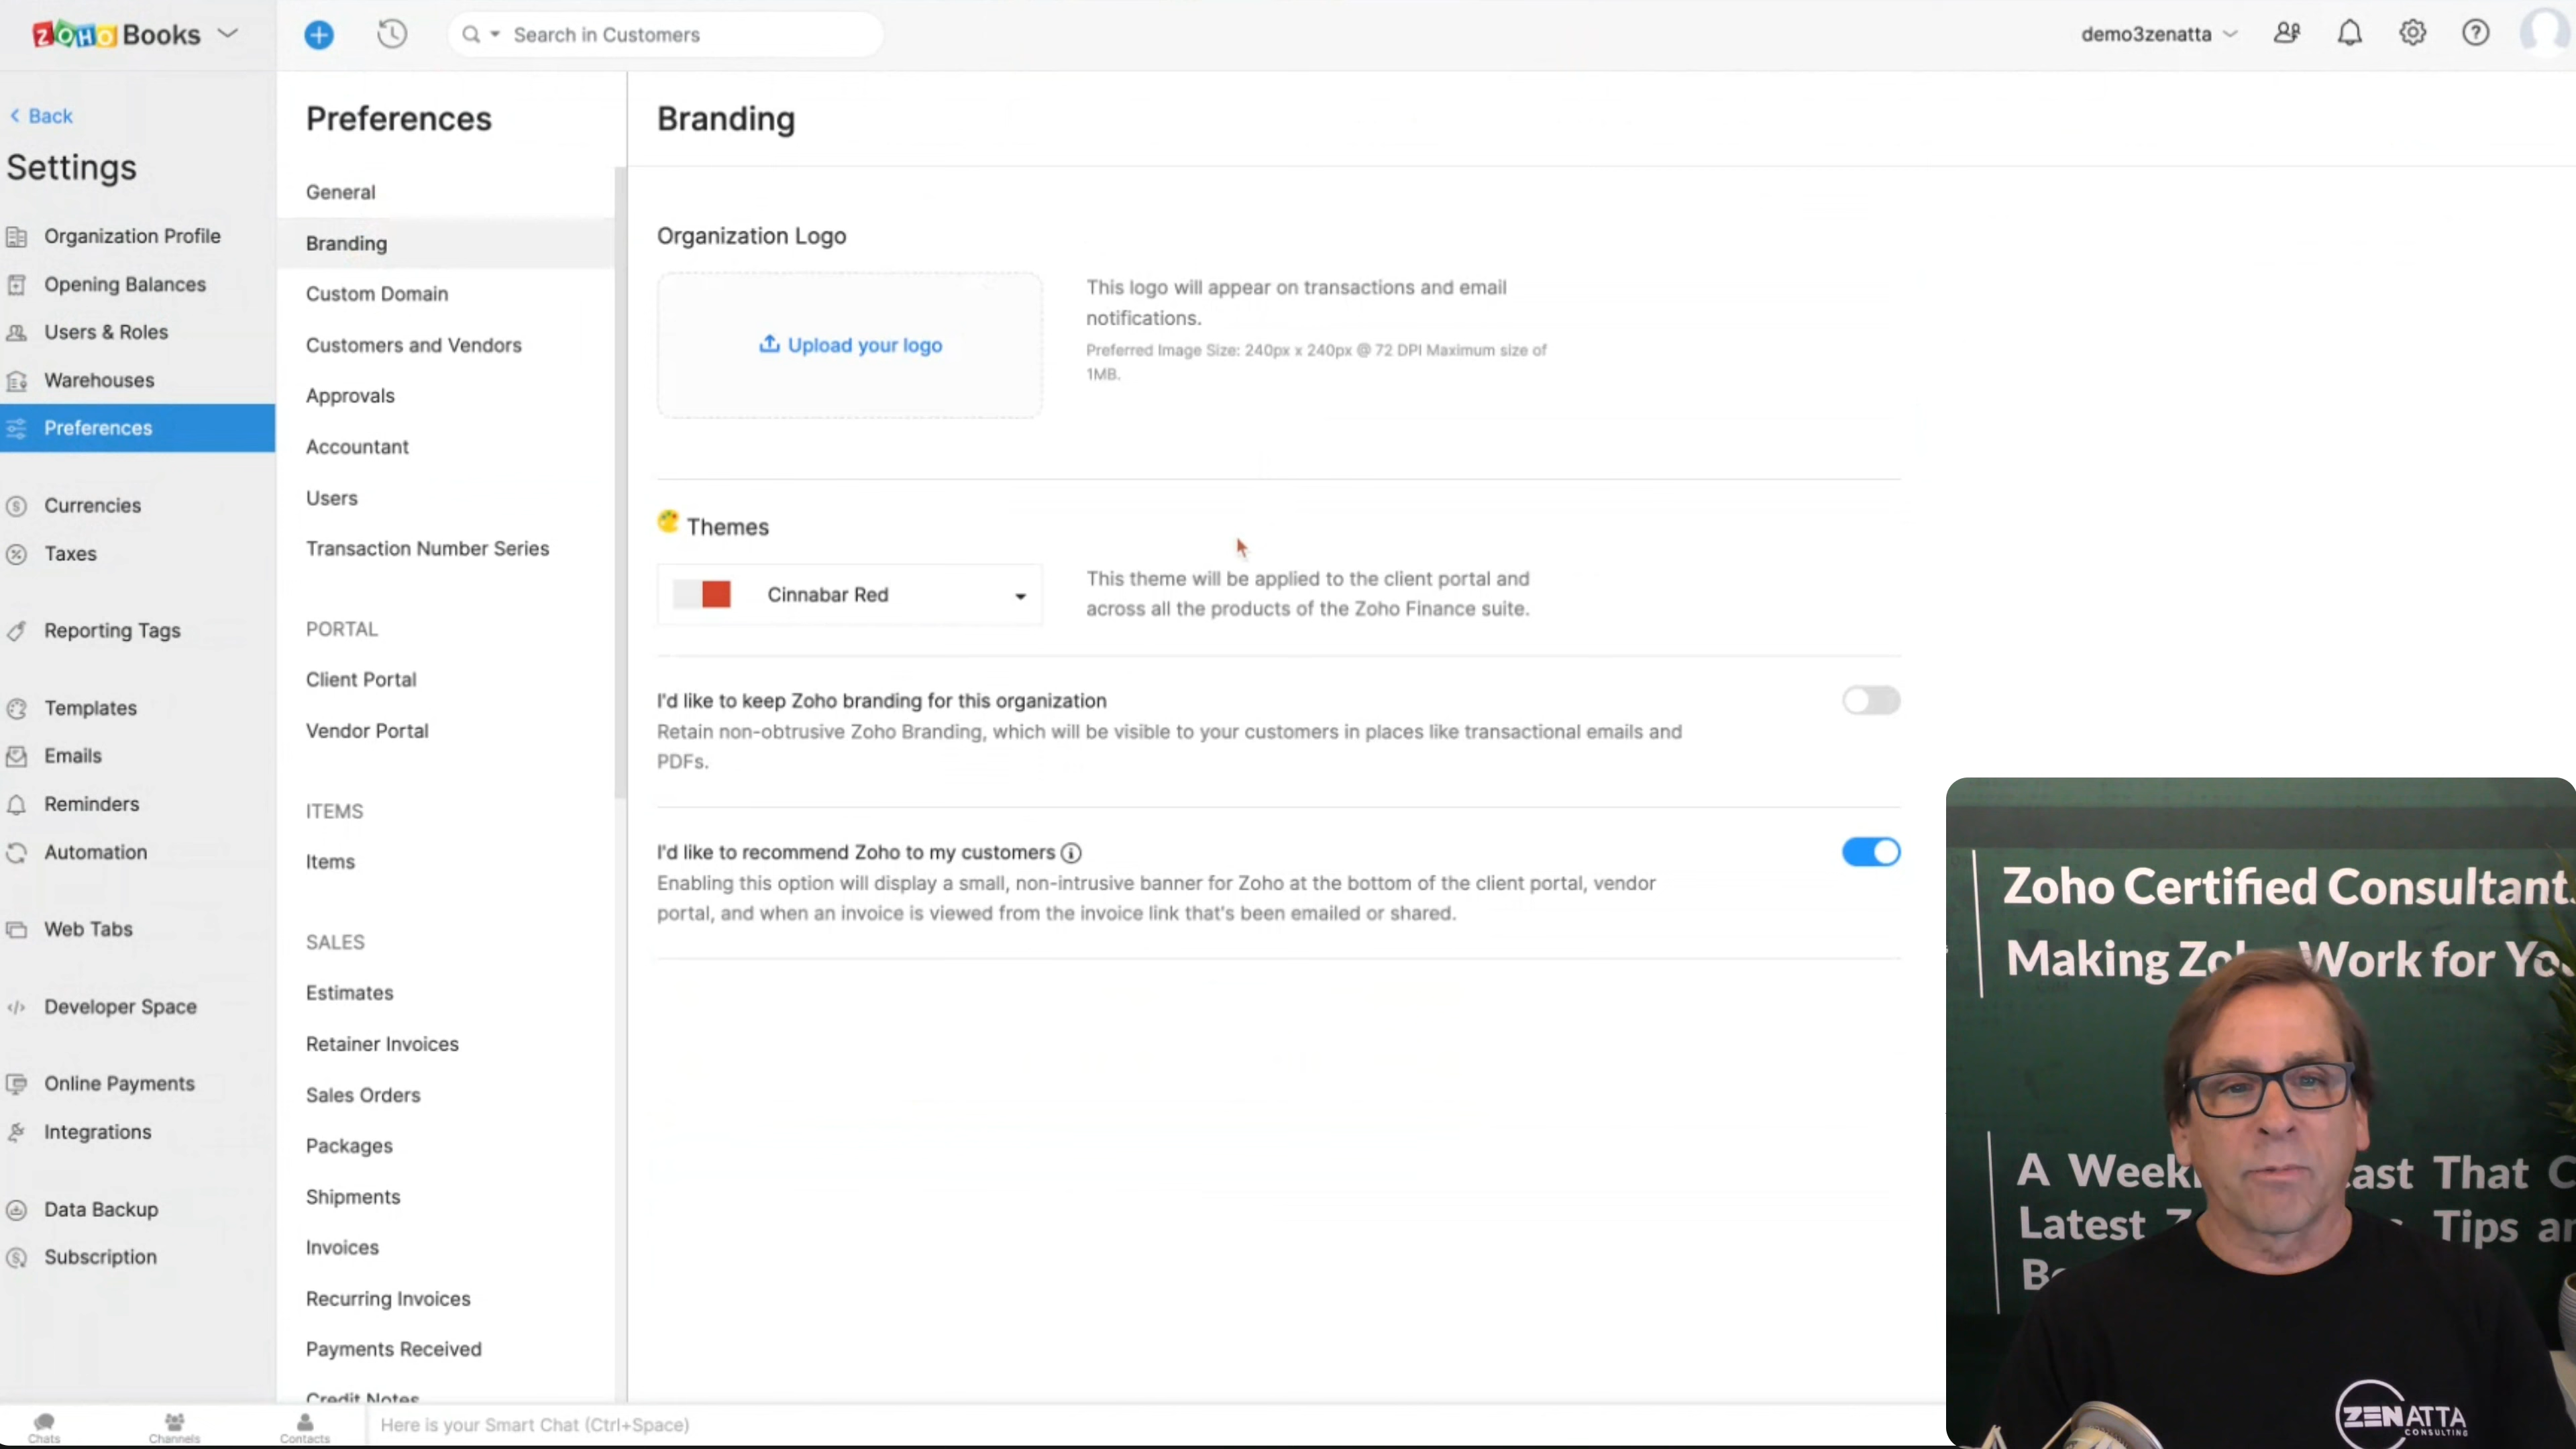 ZOHO Books
Search in Customers
demo3zenatta
Back
Settings
Organization Profile
Opening Balances
Users & Roles
Warehouses
Preferences
Currencies
Taxes
Reporting Tags
Templates
Emails
Reminders
Automation
Web Tabs
Developer Space
Online Payments
Integrations
Data Backup
Subscription
Preferences
General
Branding
Custom Domain
Customers and Vendors
Approvals
Accountant
Users
Transaction Number Series
PORTAL
Client Portal
Vendor Portal
ITEMS
Items
SALES
Estimates
Retainer Invoices
Sales Orders
Packages
Shipments
Invoices
Recurring Invoices
Payments Received
Credit Notes
Branding
Organization Logo
Upload your logo
This logo will appear on transactions and email
notifications.
Preferred Image Size: 240px x 240px @ 72 DPI Maximum size of
1MB.
Themes
Cinnabar Red
This theme will be applied to the client portal and
across all the products of the Zoho Finance suite.
I'd like to keep Zoho branding for this organization
Retain non-obtrusive Zoho Branding, which will be visible to your customers in places like transactional emails and
PDFs.
I'd like to recommend Zoho to my customers
Enabling this option will display a small, non-intrusive banner for Zoho at the bottom of the client portal, vendor
portal, and when an invoice is viewed from the invoice link that's been emailed or shared.
Zoho Certified Consultant
Making Work for
A That
Latest Tips
ZENATTA
CONSULTING
Chats
Channels
Contacts
Here is your Smart Chat (Ctrl+Space)